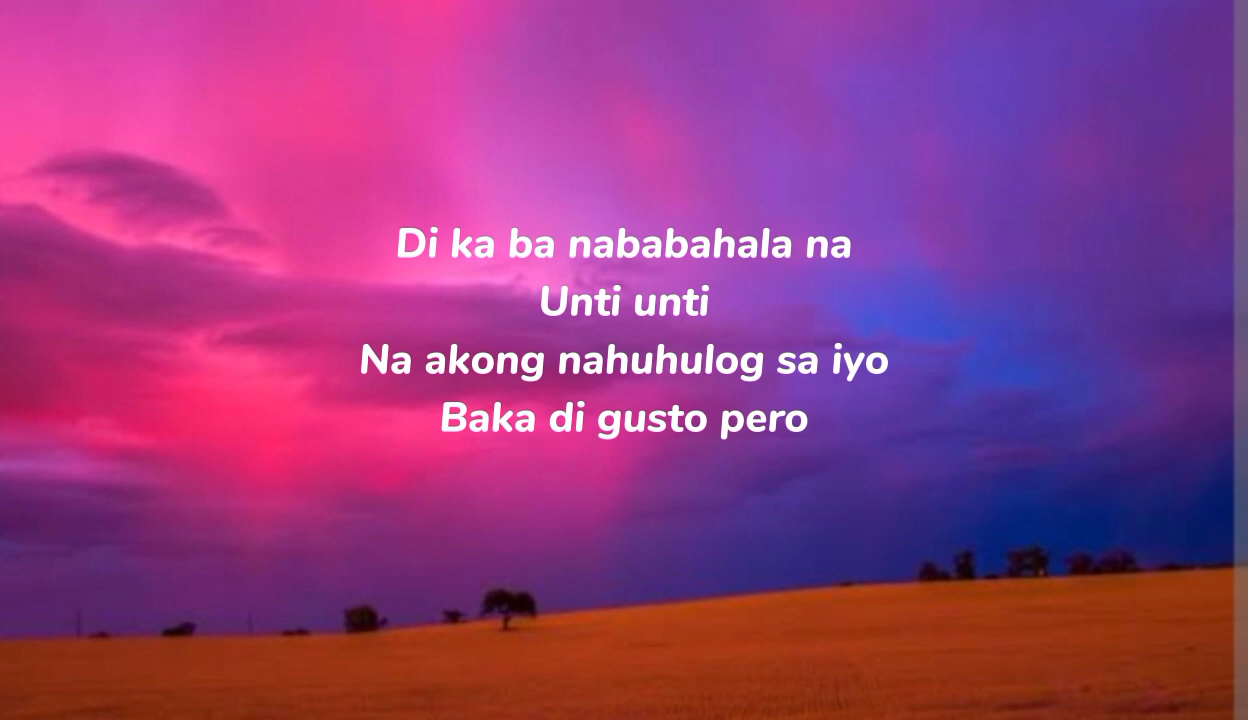 Di ka ba nababahala na
Unti unti
Na akong nahuhulog sa iyo
Baka di gusto pero